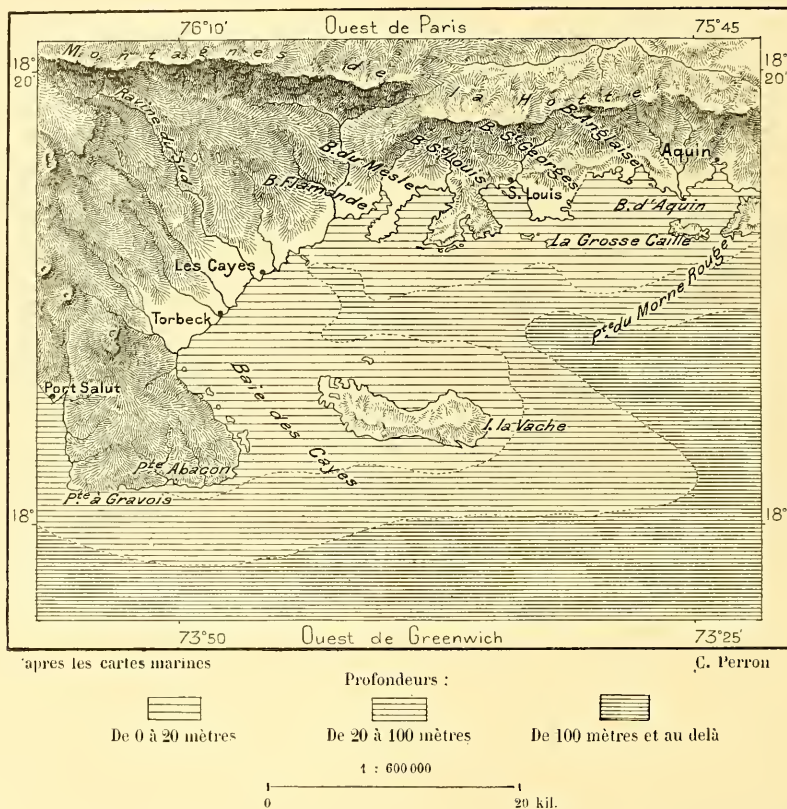 76°10' Ouest de Paris 75°45'
18°20' 18°20'
Montagnes de la Hotte
Ravine du Sud
B. du Mesle
B. Flamande
B. St Louis
B. St Georges
B. Anglaise
Aquin
S. Louis
B. d'Aquin
La Grosse Caille
Les Cayes
Pte du Morne Rouge
Torbeck
Baie des Cayes
Port Salut
I. la Vache
Pte Abacon
Pte à Gravois
18° 18°
73°50 Ouest de Greenwich 73°25'
'apres les cartes marines C. Perron
Profondeurs :
De 0 à 20 mètres De 20 à 100 mètres De 100 mètres et au delà
1 : 600 000
0 20 kil.